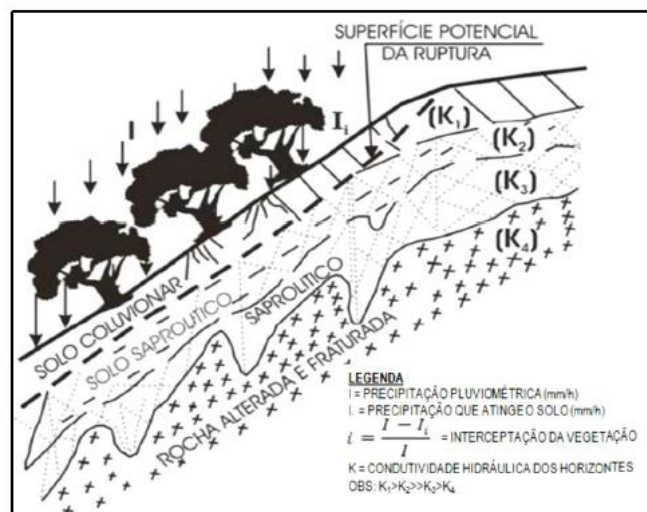 SUPERFÍCIE POTENCIAL
DA RUPTURA
I
Iᵢ
(K₁)
(K₂)
(K₃)
(K₄)
SOLO COLUVIONAR
SOLO SAPROLÍTICO
SAPROLÍTICO
ROCHA ALTERADA E FRATURADA
LEGENDA
I = PRECIPITAÇÃO PLUVIOMÉTRICA (mm/h)
I. = PRECIPITAÇÃO QUE ATINGE O SOLO (mm/h)
i = (I − Iᵢ) / I = INTERCEPTAÇÃO DA VEGETAÇÃO
K = CONDUTIVIDADE HIDRÁULICA DOS HORIZONTES
OBS: K₁>K₂>>K₃>K₄